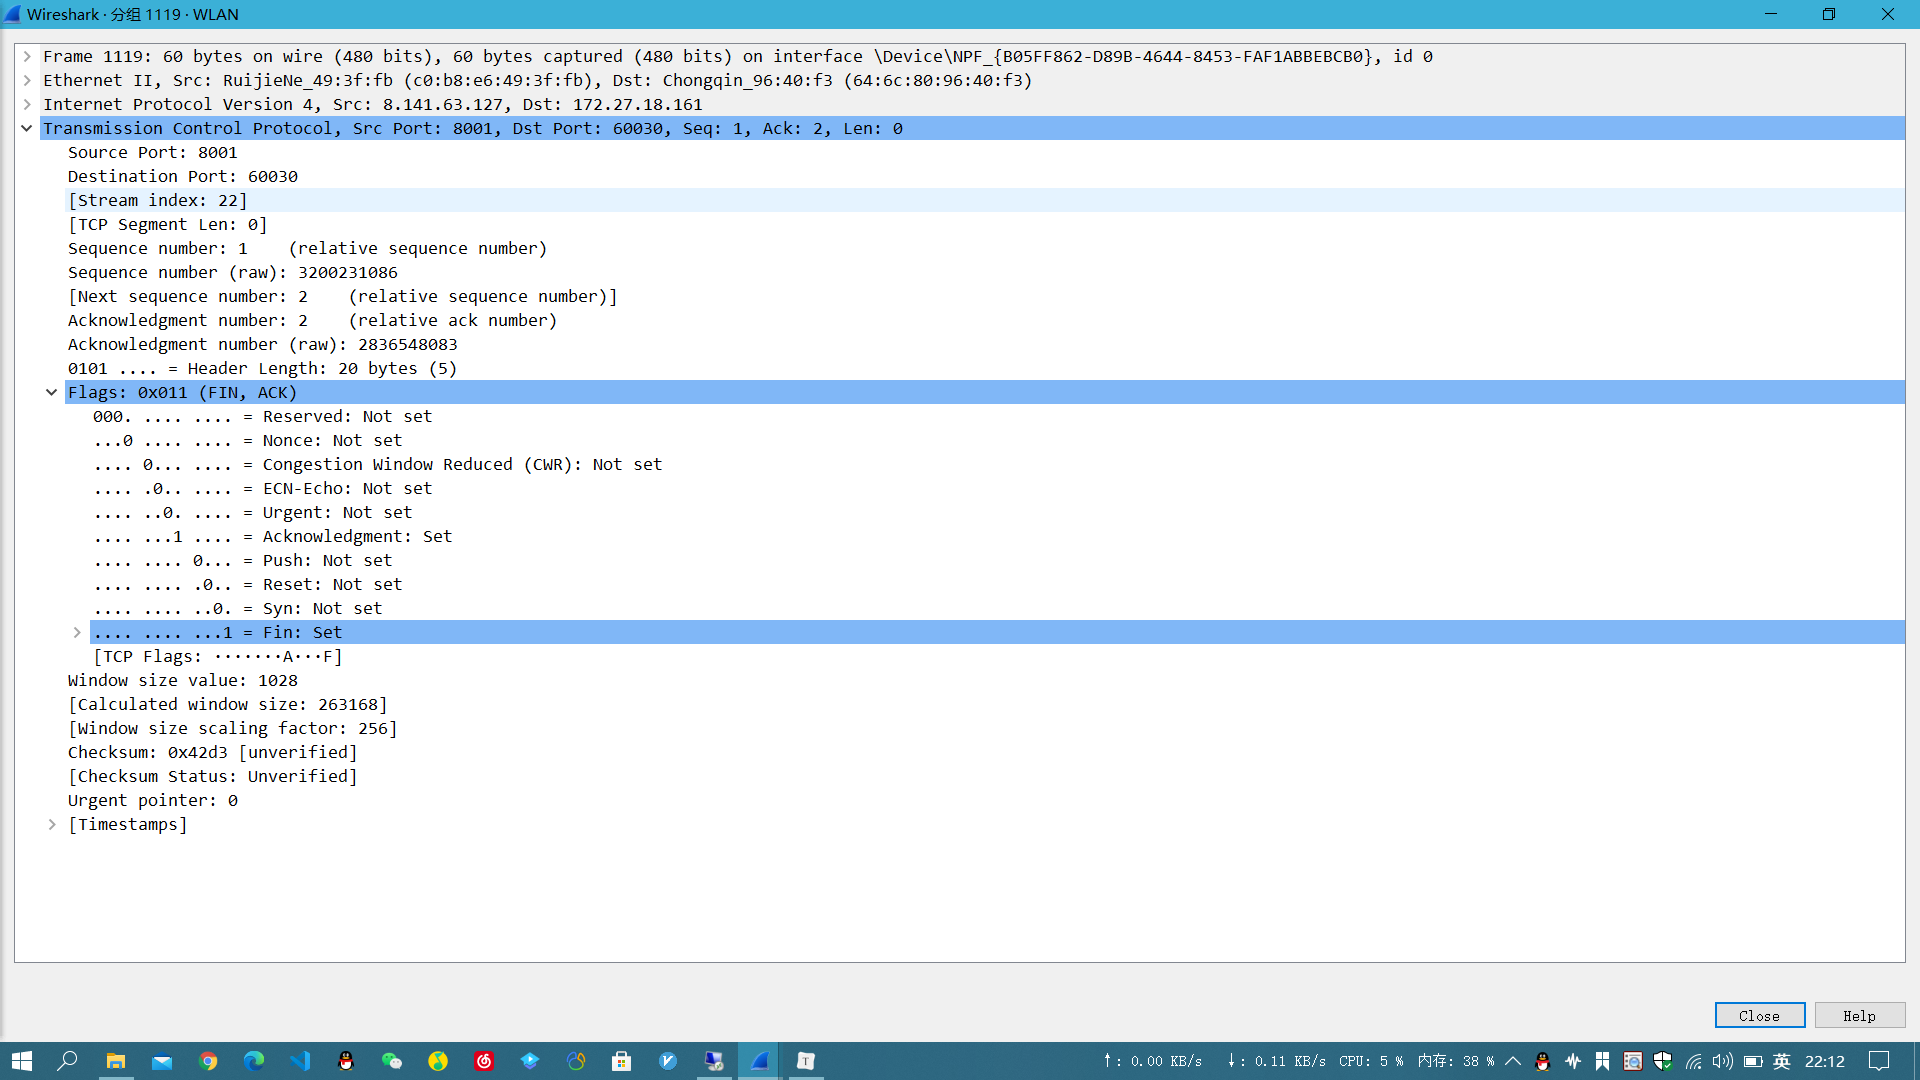 Wireshark · 分组 1119 · WLAN
Frame 1119: 60 bytes on wire (480 bits), 60 bytes captured (480 bits) on interface \Device\NPF_{B05FF862-D89B-4644-8453-FAF1ABBEBCB0}, id 0
Ethernet II, Src: RuijieNe_49:3f:fb (c0:b8:e6:49:3f:fb), Dst: Chongqin_96:40:f3 (64:6c:80:96:40:f3)
Internet Protocol Version 4, Src: 8.141.63.127, Dst: 172.27.18.161
Transmission Control Protocol, Src Port: 8001, Dst Port: 60030, Seq: 1, Ack: 2, Len: 0
Source Port: 8001
Destination Port: 60030
[Stream index: 22]
[TCP Segment Len: 0]
Sequence number: 1    (relative sequence number)
Sequence number (raw): 3200231086
[Next sequence number: 2    (relative sequence number)]
Acknowledgment number: 2    (relative ack number)
Acknowledgment number (raw): 2836548083
0101 .... = Header Length: 20 bytes (5)
Flags: 0x011 (FIN, ACK)
000. .... .... = Reserved: Not set
...0 .... .... = Nonce: Not set
.... 0... .... = Congestion Window Reduced (CWR): Not set
.... .0.. .... = ECN-Echo: Not set
.... ..0. .... = Urgent: Not set
.... ...1 .... = Acknowledgment: Set
.... .... 0... = Push: Not set
.... .... .0.. = Reset: Not set
.... .... ..0. = Syn: Not set
.... .... ...1 = Fin: Set
[TCP Flags: ·······A···F]
Window size value: 1028
[Calculated window size: 263168]
[Window size scaling factor: 256]
Checksum: 0x42d3 [unverified]
[Checksum Status: Unverified]
Urgent pointer: 0
[Timestamps]
Close
Help
↑: 0.00 KB/s ↓: 0.11 KB/s CPU: 5 % 内存: 38 % 英 22:12